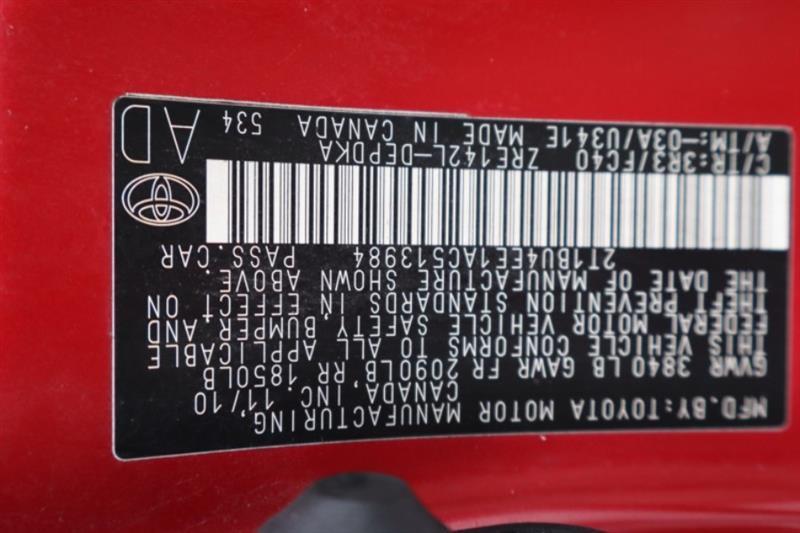 MFD.BY:TOYOTA MOTOR MANUFACTURING
CANADA, INC. 11/10
GVWR 3840LB GAWR FR 2090LB RR 1850LB
THIS VEHICLE CONFORMS TO ALL APPLICABLE
FEDERAL MOTOR VEHICLE SAFETY, BUMPER AND
THEFT PREVENTION STANDARDS IN EFFECT ON
THE DATE OF MANUFACTURE SHOWN ABOVE.
2T1BU4EE1AC513984 PASS.CAR
C/TR:3R3/FC40 ZRE142L-DEPDKA
A/TM:-03A/U341E MADE IN CANADA 534
AD